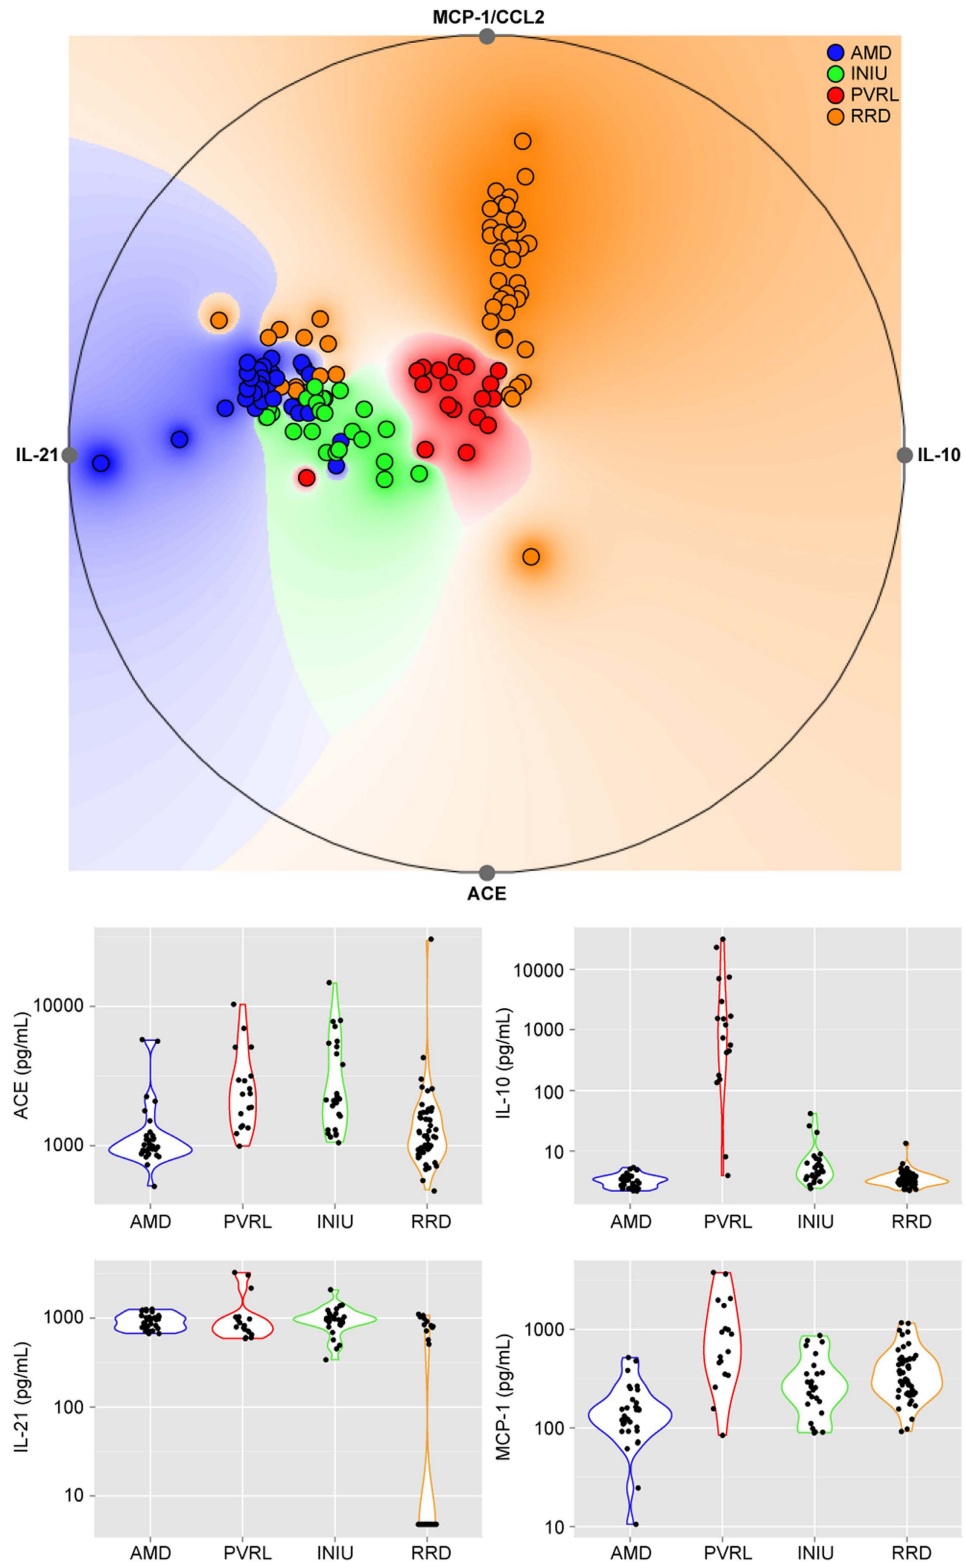 MCP-1/CCL2
AMD
INIU
PVRL
RRD
IL-21
IL-10
ACE
ACE (pg/mL)
10000
1000
AMD PVRL INIU RRD
IL-10 (pg/mL)
10000
1000
100
10
AMD PVRL INIU RRD
IL-21 (pg/mL)
1000
100
10
AMD PVRL INIU RRD
MCP-1 (pg/mL)
1000
100
10
AMD PVRL INIU RRD